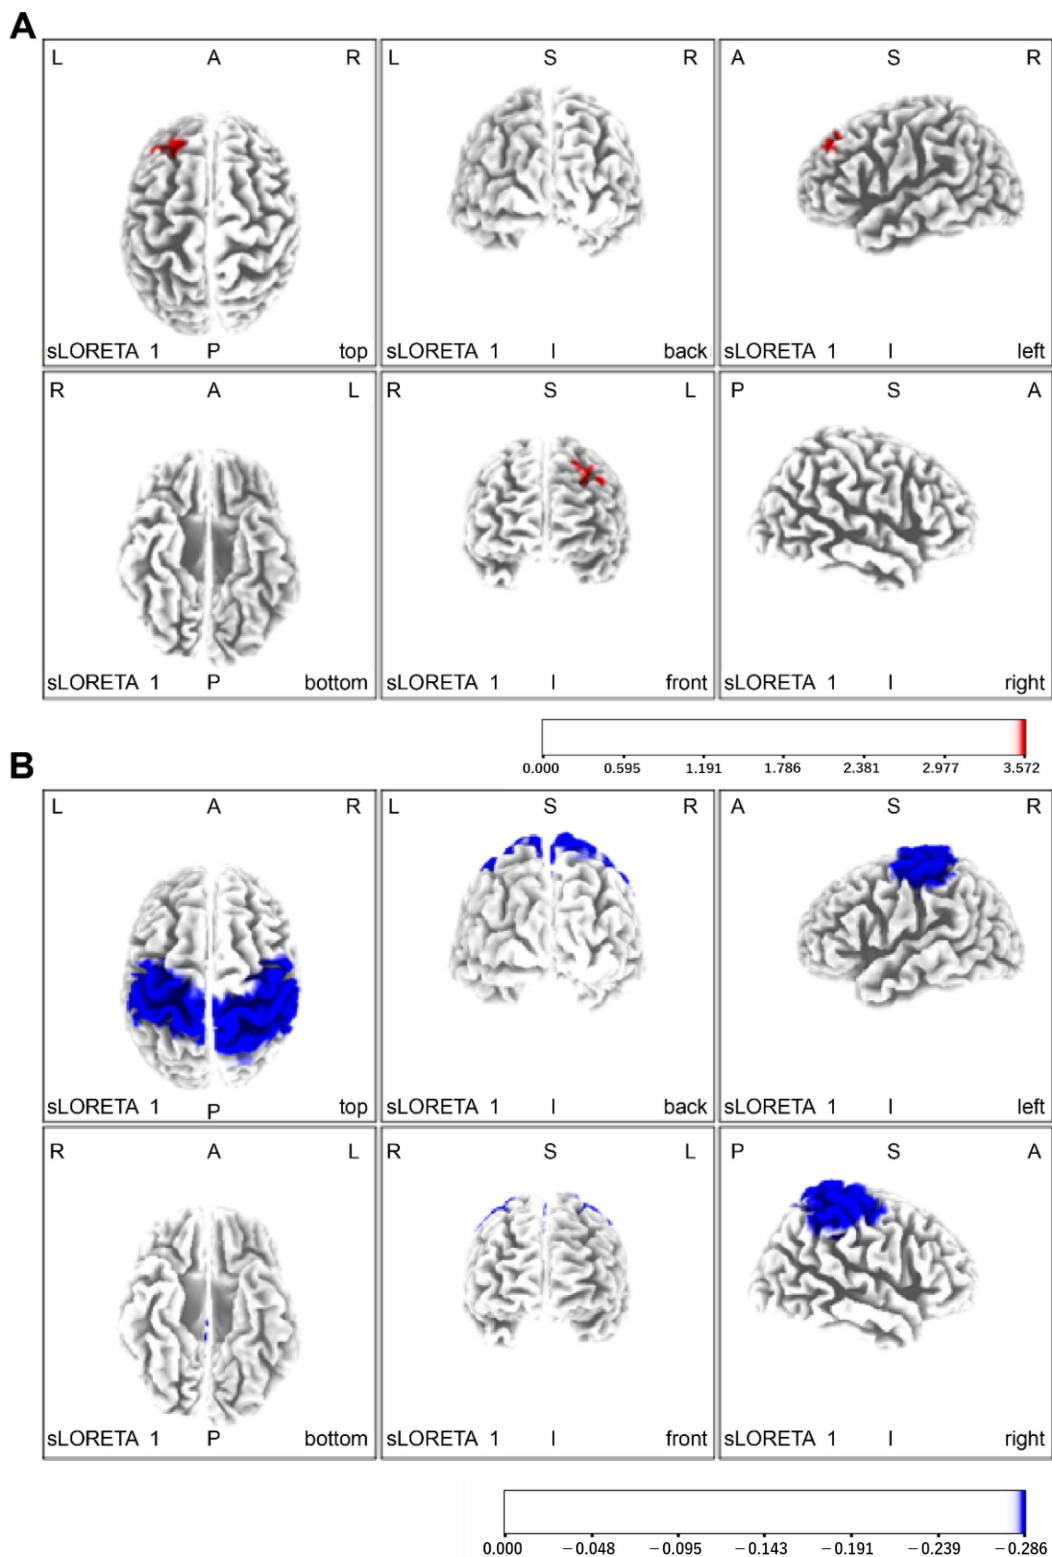 A
L A R L S R A S R
sLORETA 1 P top sLORETA 1 I back sLORETA 1 I left
R A L R S L P S A
sLORETA 1 P bottom sLORETA 1 I front sLORETA 1 I right
0.000 0.595 1.191 1.786 2.381 2.977 3.572
B
L A R L S R A S R
sLORETA 1 P top sLORETA 1 I back sLORETA 1 I left
R A L R S L P S A
sLORETA 1 P bottom sLORETA 1 I front sLORETA 1 I right
0.000 −0.048 −0.095 −0.143 −0.191 −0.239 −0.286